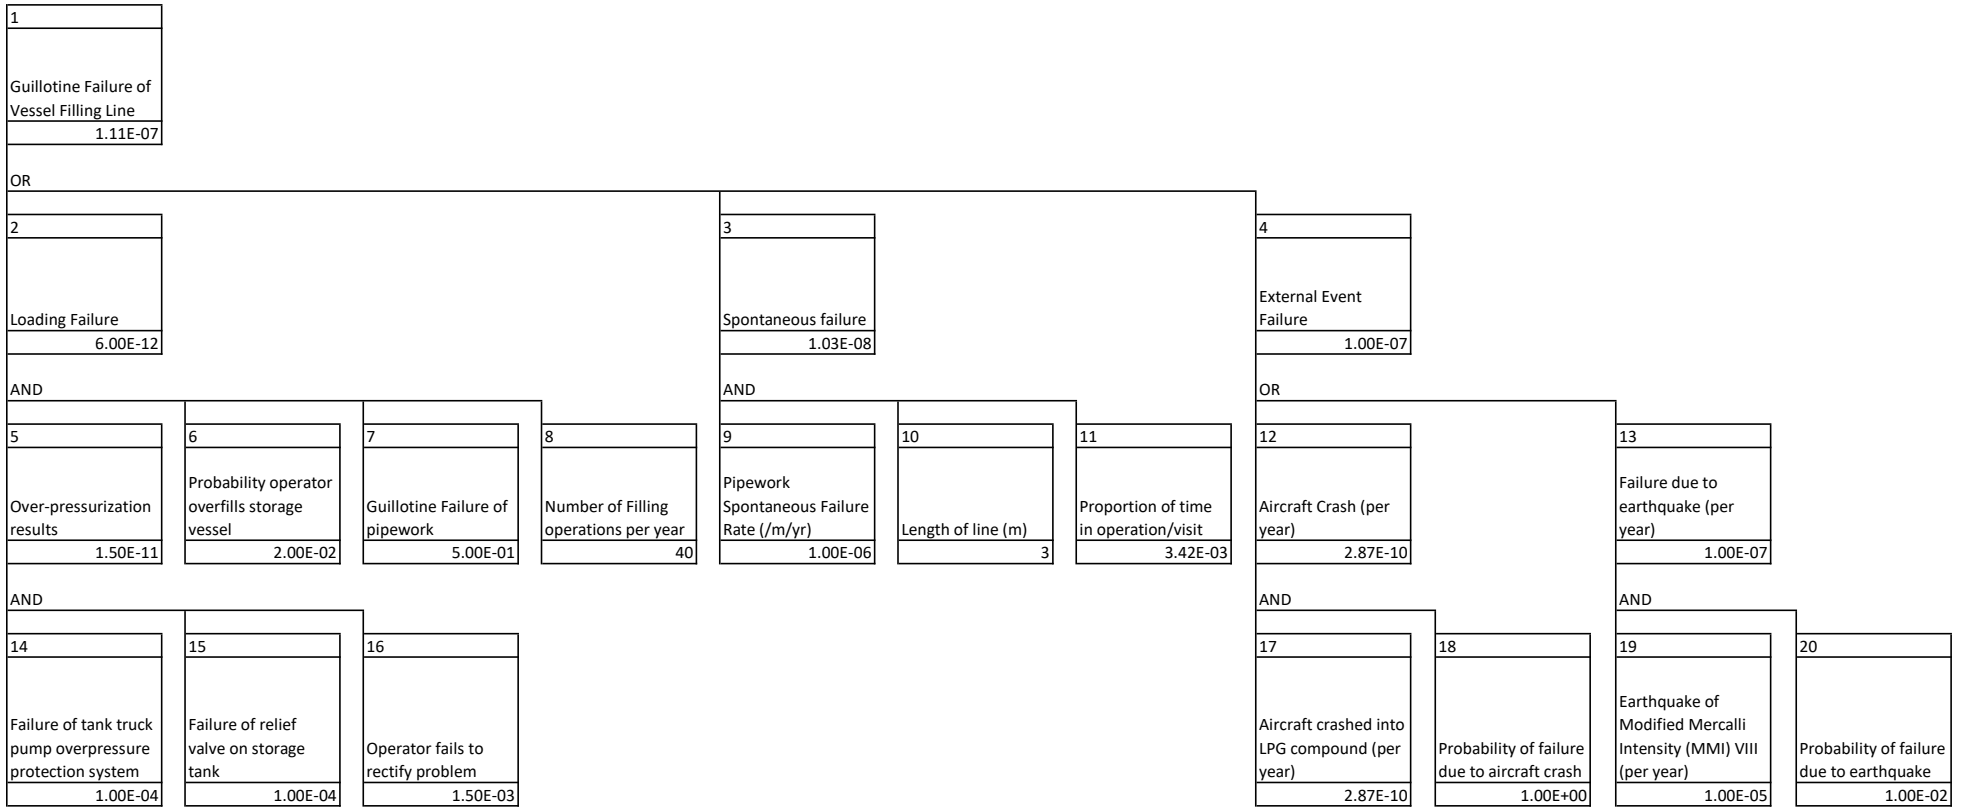 1
Guillotine Failure of
Vessel Filling Line
1.11E-07
OR
2
Loading Failure
6.00E-12
3
Spontaneous failure
1.03E-08
4
External Event
Failure
1.00E-07
AND
AND
OR
5
Over-pressurization
results
1.50E-11
6
Probability operator
overfills storage
vessel
2.00E-02
7
Guillotine Failure of
pipework
5.00E-01
8
Number of Filling
operations per year
40
9
Pipework
Spontaneous Failure
Rate (/m/yr)
1.00E-06
10
Length of line (m)
3
11
Proportion of time
in operation/visit
3.42E-03
12
Aircraft Crash (per
year)
2.87E-10
13
Failure due to
earthquake (per
year)
1.00E-07
AND
AND
AND
14
Failure of tank truck
pump overpressure
protection system
1.00E-04
15
Failure of relief
valve on storage
tank
1.00E-04
16
Operator fails to
rectify problem
1.50E-03
17
Aircraft crashed into
LPG compound (per
year)
2.87E-10
18
Probability of failure
due to aircraft crash
1.00E+00
19
Earthquake of
Modified Mercalli
Intensity (MMI) VIII
(per year)
1.00E-05
20
Probability of failure
due to earthquake
1.00E-02